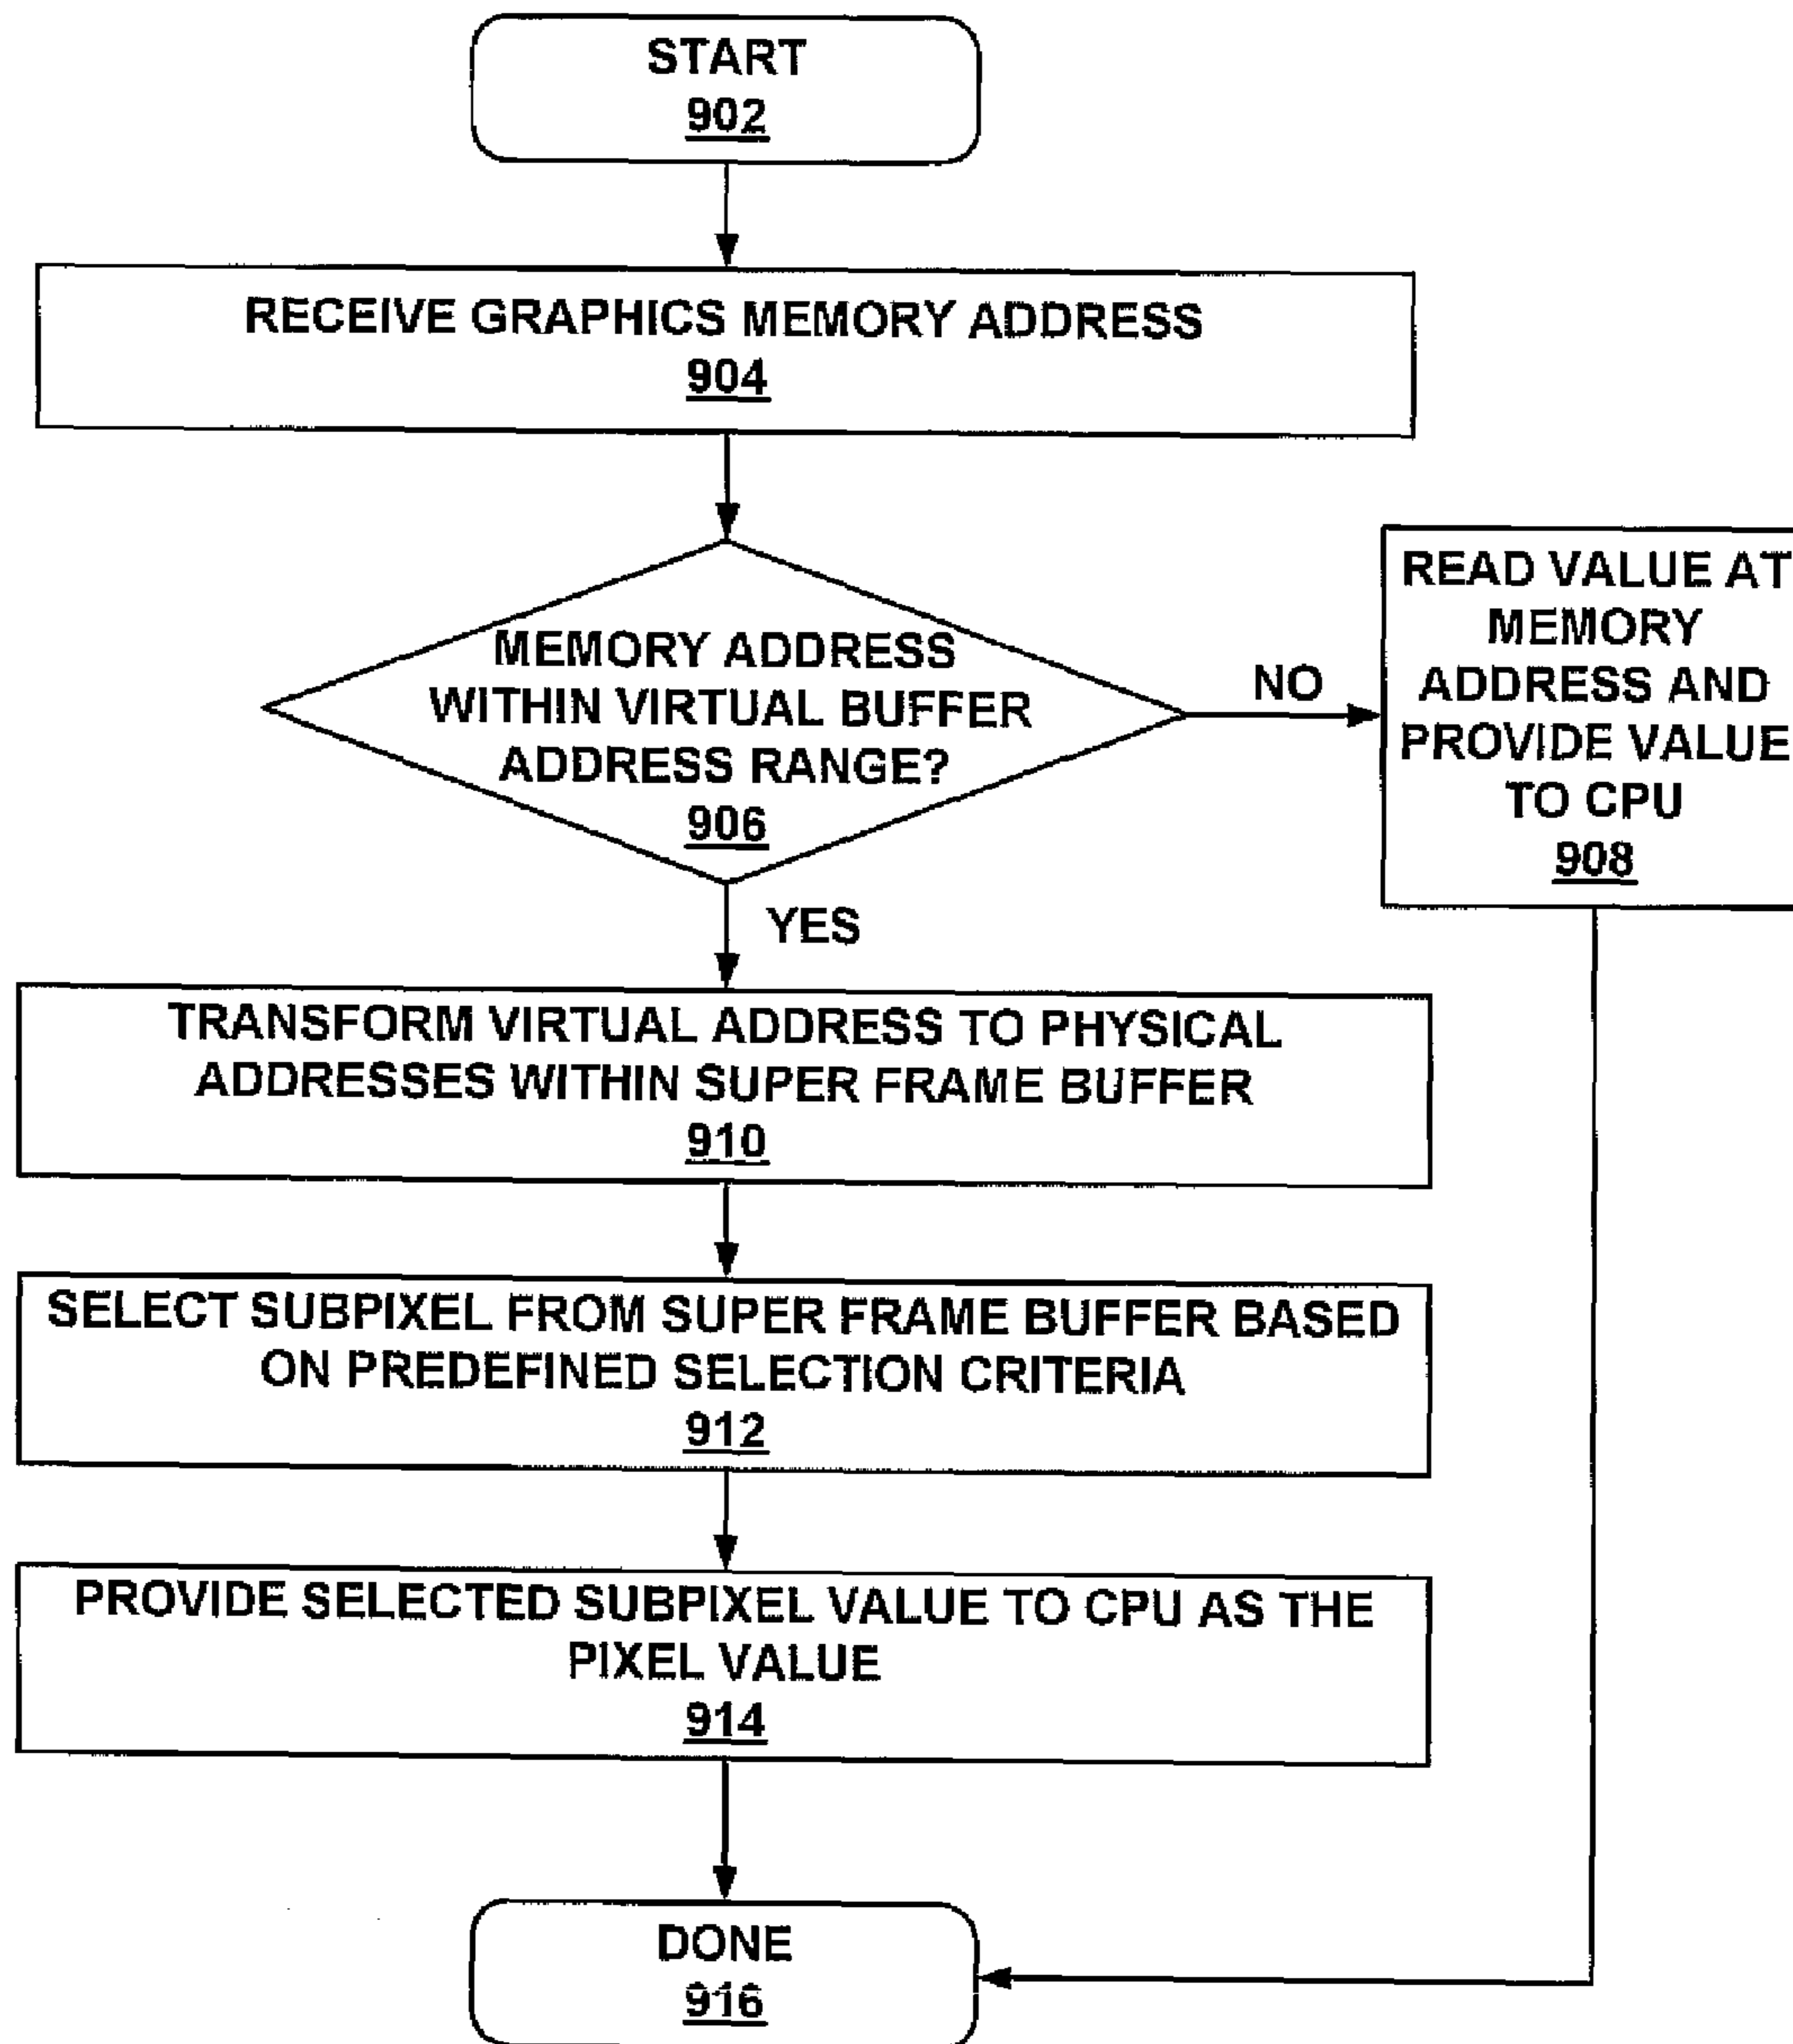 START
902
RECEIVE GRAPHICS MEMORY ADDRESS
904
MEMORY ADDRESS
WITHIN VIRTUAL BUFFER
ADDRESS RANGE?
906
NO
READ VALUE AT
MEMORY
ADDRESS AND
PROVIDE VALUE
TO CPU
908
YES
TRANSFORM VIRTUAL ADDRESS TO PHYSICAL
ADDRESSES WITHIN SUPER FRAME BUFFER
910
SELECT SUBPIXEL FROM SUPER FRAME BUFFER BASED
ON PREDEFINED SELECTION CRITERIA
912
PROVIDE SELECTED SUBPIXEL VALUE TO CPU AS THE
PIXEL VALUE
914
DONE
916